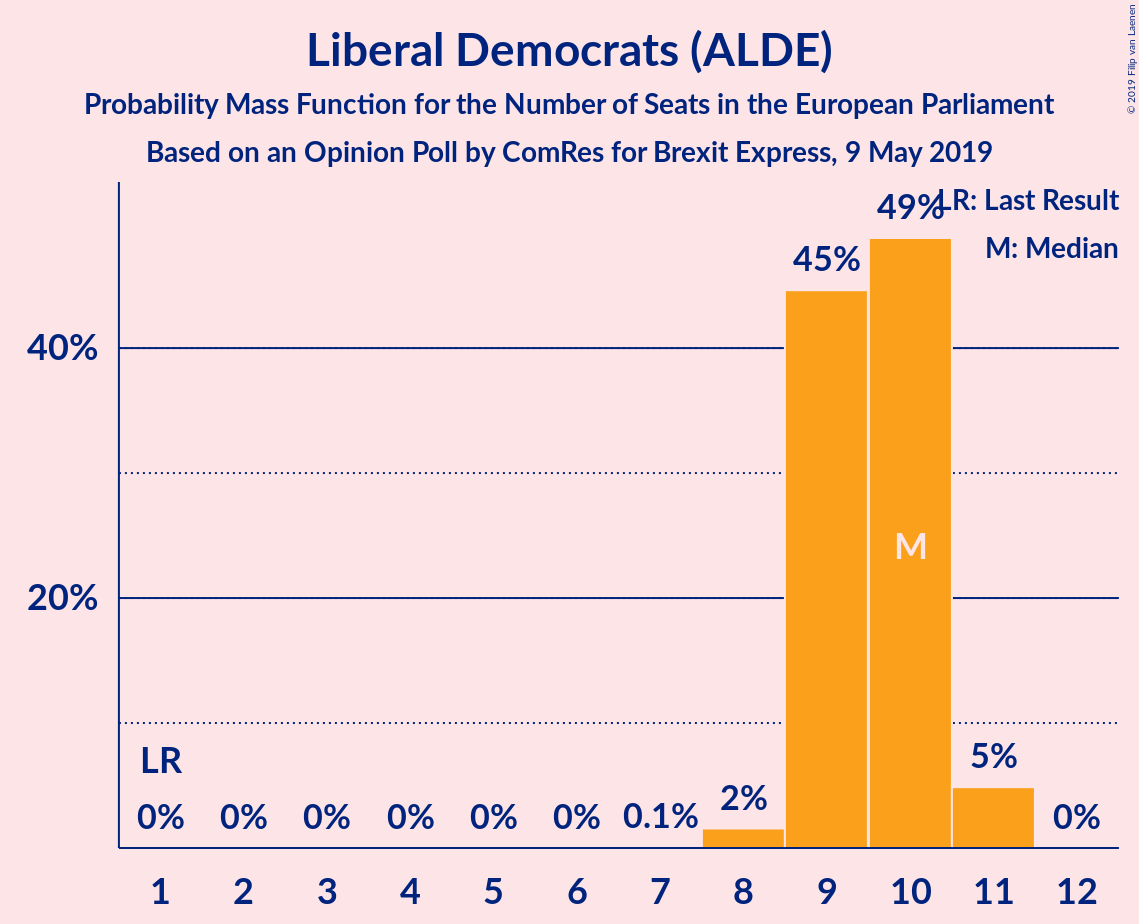 Liberal Democrats (ALDE)
Probability Mass Function for the Number of Seats in the European Parliament
Based on an Opinion Poll by ComRes for Brexit Express, 9 May 2019
© 2019 Filip van Laenen
LR: Last Result
M: Median
49%
45%
40%
M
20%
LR
5%
2%
0% 0% 0% 0% 0% 0% 0.1% 0%
1 2 3 4 5 6 7 8 9 10 11 12